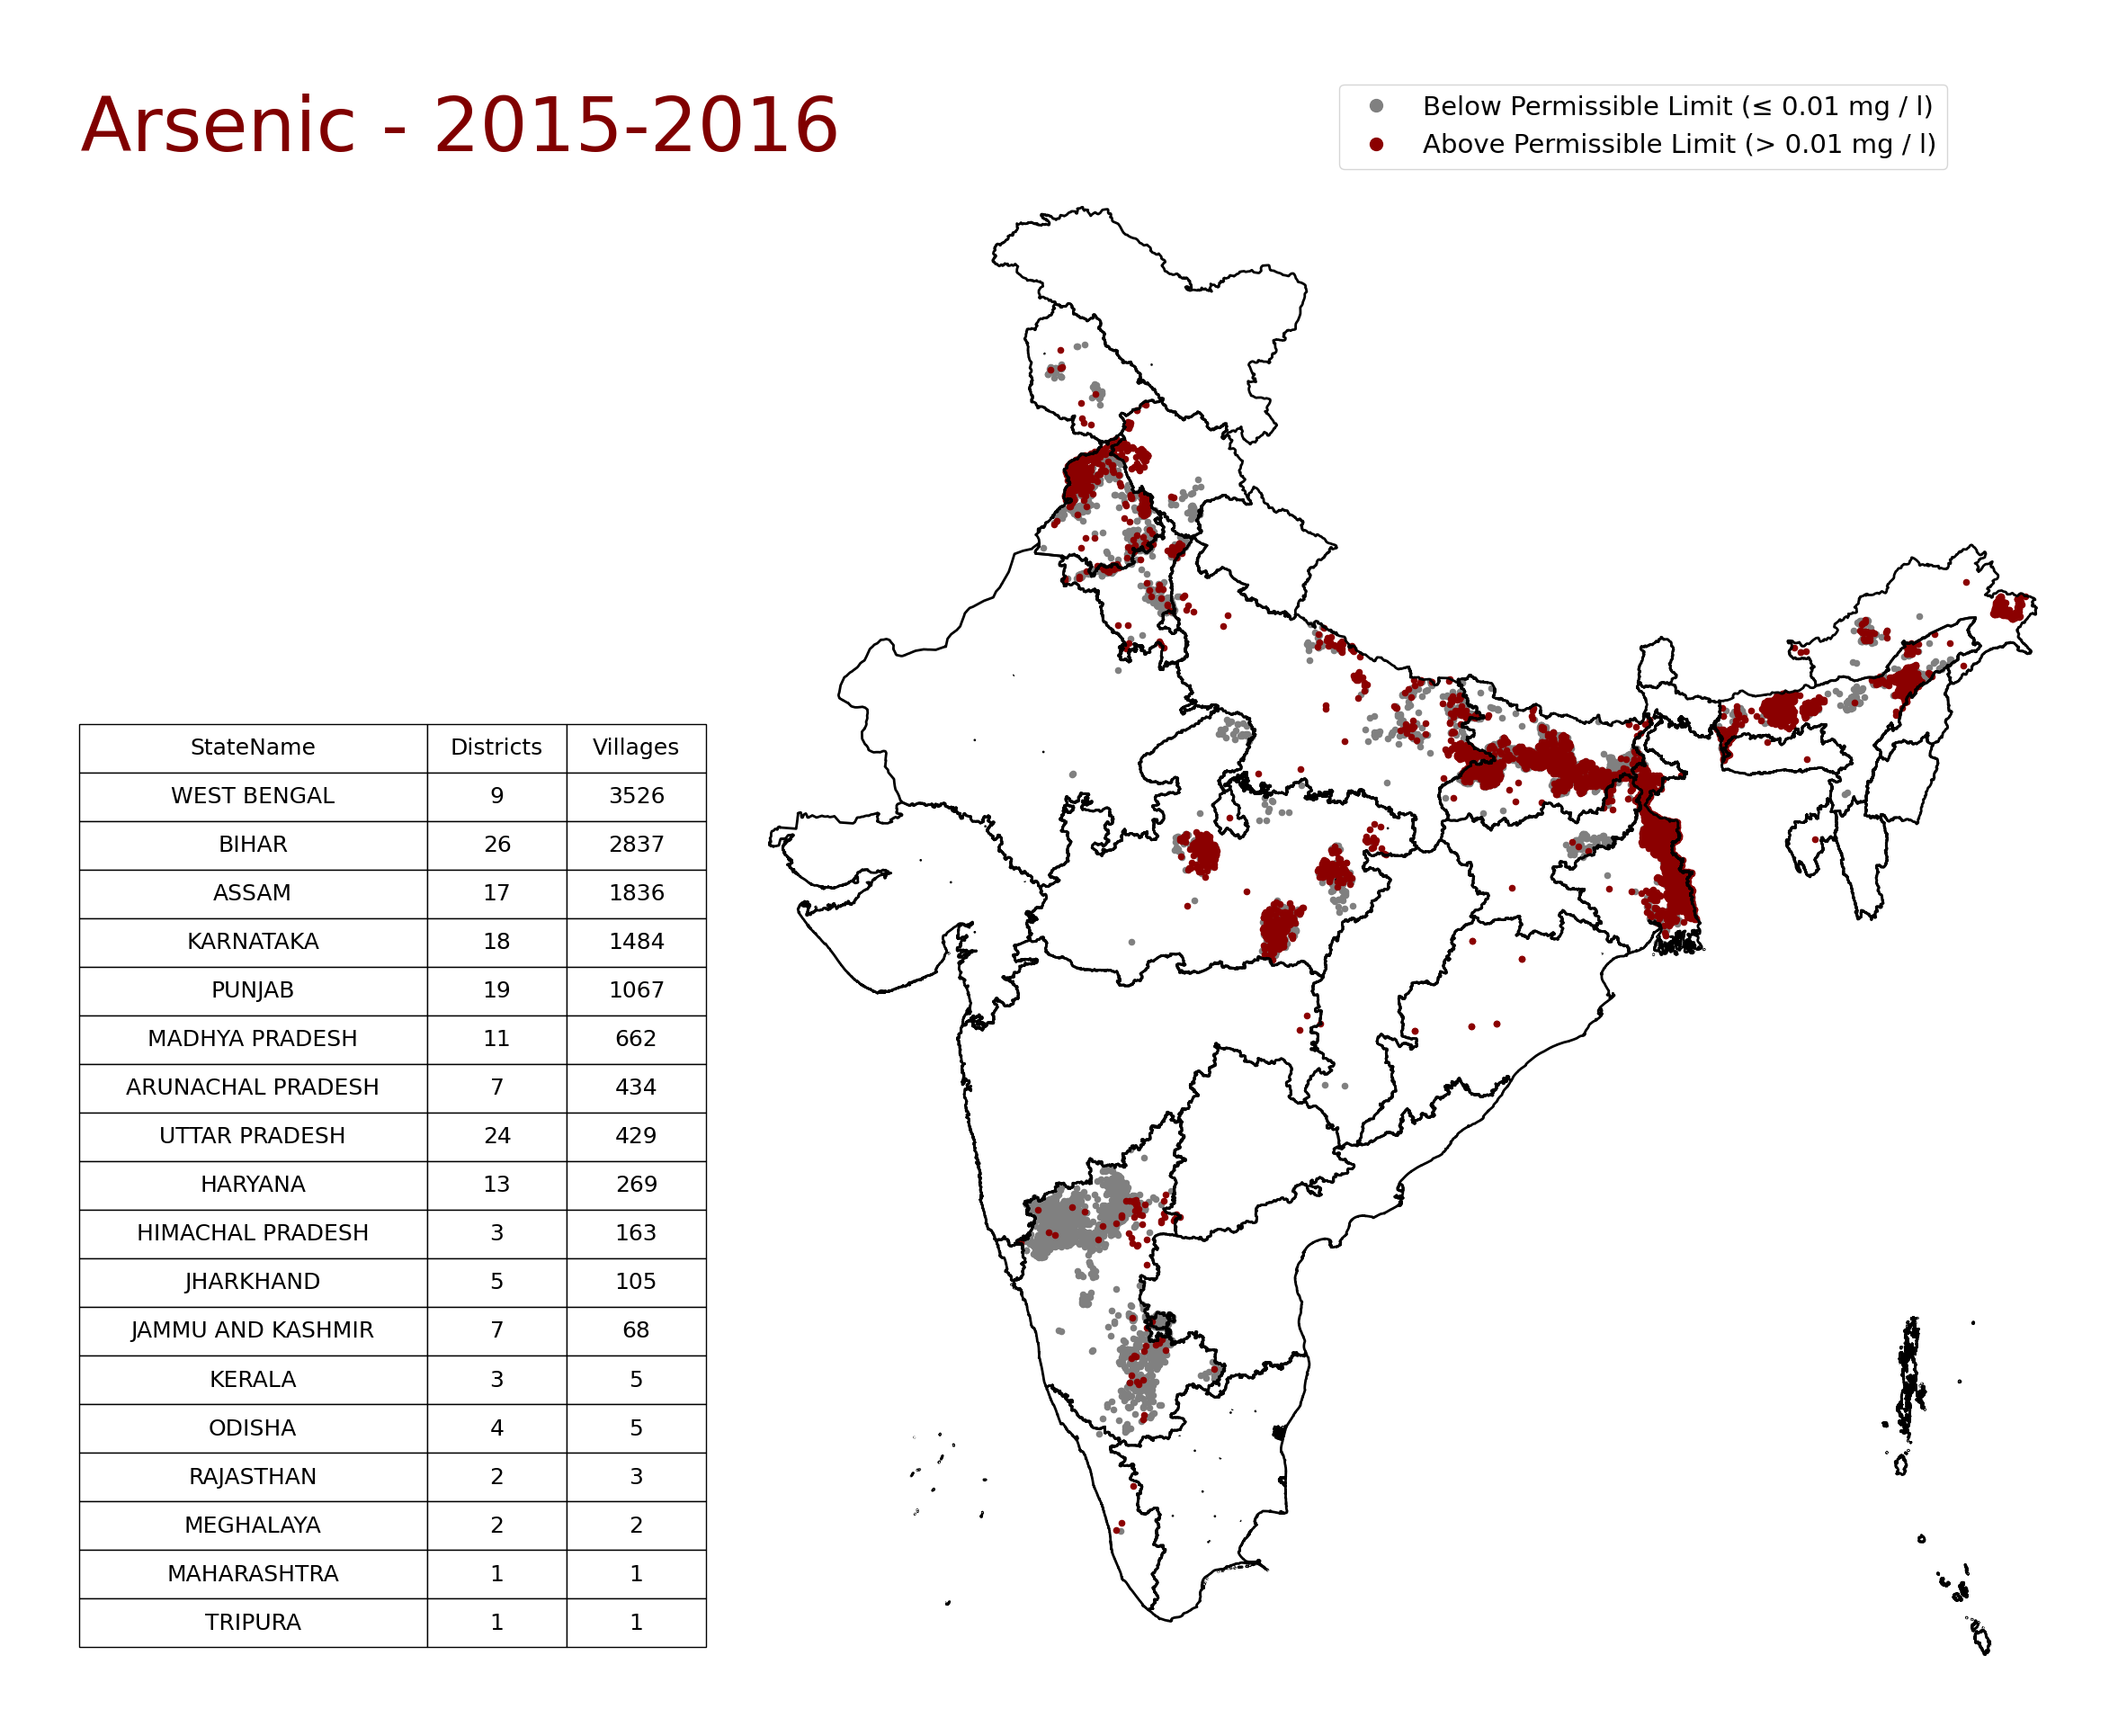 Arsenic - 2015-2016
Below Permissible Limit (≤ 0.01 mg / l)
Above Permissible Limit (> 0.01 mg / l)
StateName Districts Villages
WEST BENGAL 9 3526
BIHAR 26 2837
ASSAM 17 1836
KARNATAKA 18 1484
PUNJAB 19 1067
MADHYA PRADESH 11 662
ARUNACHAL PRADESH 7 434
UTTAR PRADESH 24 429
HARYANA 13 269
HIMACHAL PRADESH 3 163
JHARKHAND 5 105
JAMMU AND KASHMIR 7 68
KERALA 3 5
ODISHA 4 5
RAJASTHAN 2 3
MEGHALAYA 2 2
MAHARASHTRA 1 1
TRIPURA 1 1